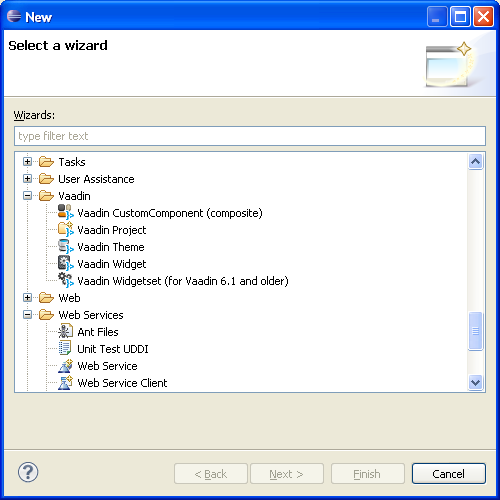 New
Select a wizard
Wizards:
type filter text
Tasks
User Assistance
Vaadin
Vaadin CustomComponent (composite)
Vaadin Project
Vaadin Theme
Vaadin Widget
Vaadin Widgetset (for Vaadin 6.1 and older)
Web
Web Services
Ant Files
Unit Test UDDI
Web Service
Web Service Client
? < Back Next > Finish Cancel